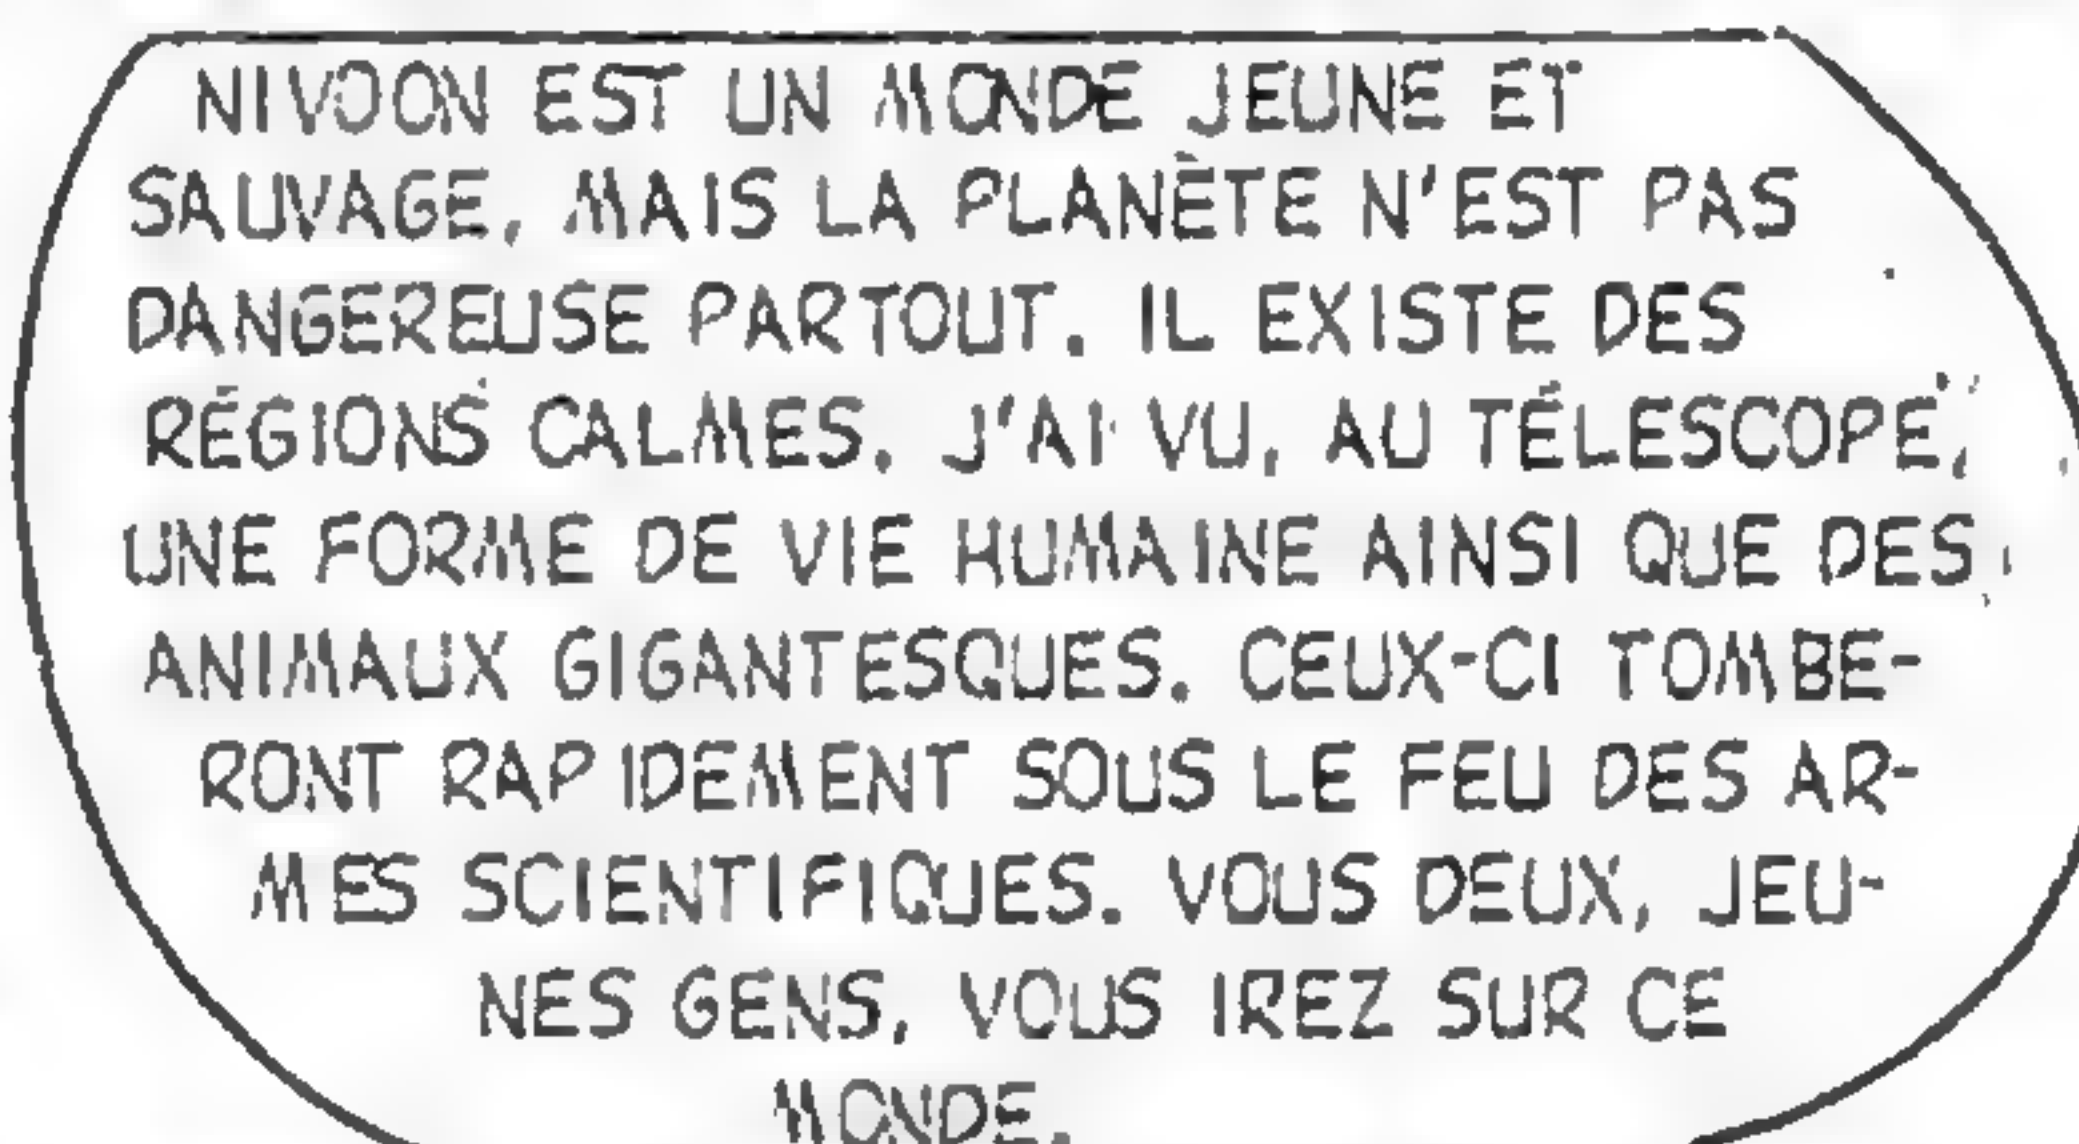 NIVOON EST UN MONDE JEUNE ET
SAUVAGE, MAIS LA PLANÈTE N'EST PAS
DANGEREUSE PARTOUT. IL EXISTE DES
RÉGIONS CALMES. J'AI VU, AU TÉLESCOPE,
UNE FORME DE VIE HUMAINE AINSI QUE DES
ANIMAUX GIGANTESQUES. CEUX-CI TOMBE-
RONT RAPIDEMENT SOUS LE FEU DES AR-
MES SCIENTIFIQUES. VOUS DEUX, JEU-
NES GENS, VOUS IREZ SUR CE
MONDE.